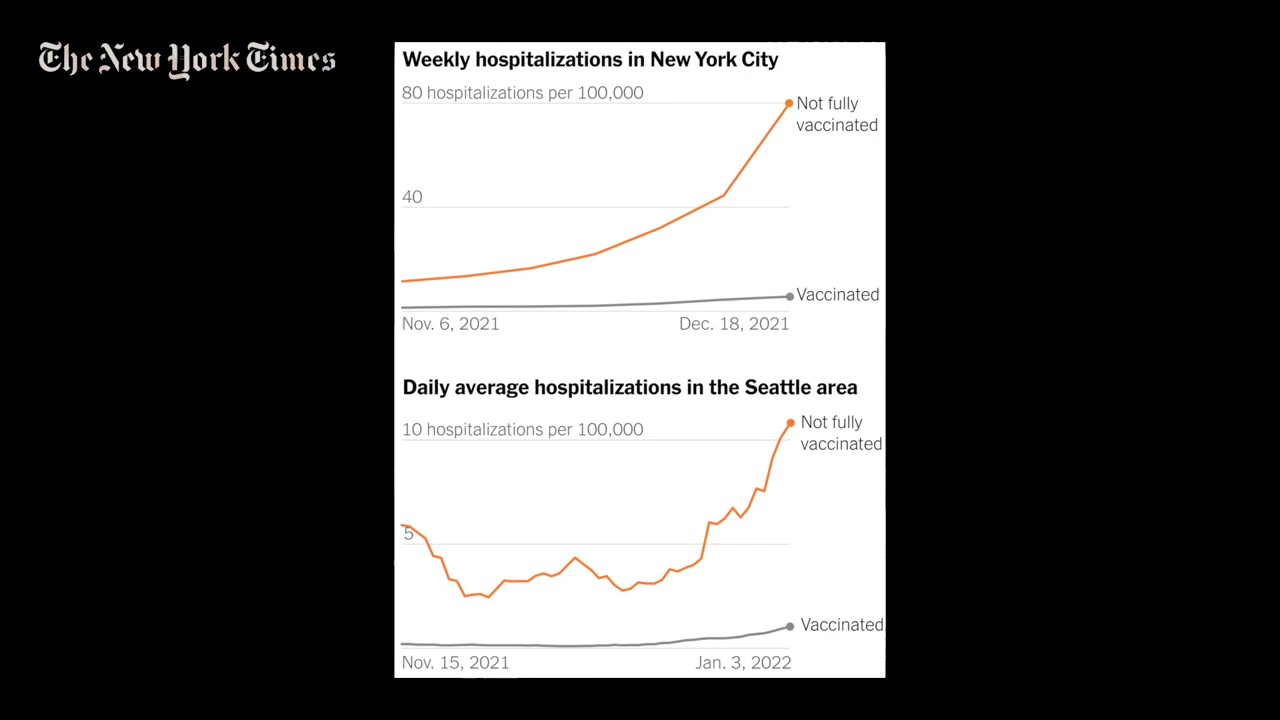 The New York Times
Weekly hospitalizations in New York City
80 hospitalizations per 100,000
Not fully
vaccinated
40
Vaccinated
Nov. 6, 2021
Dec. 18, 2021
Daily average hospitalizations in the Seattle area
10 hospitalizations per 100,000
Not fully
vaccinated
5
Vaccinated
Nov. 15, 2021
Jan. 3, 2022